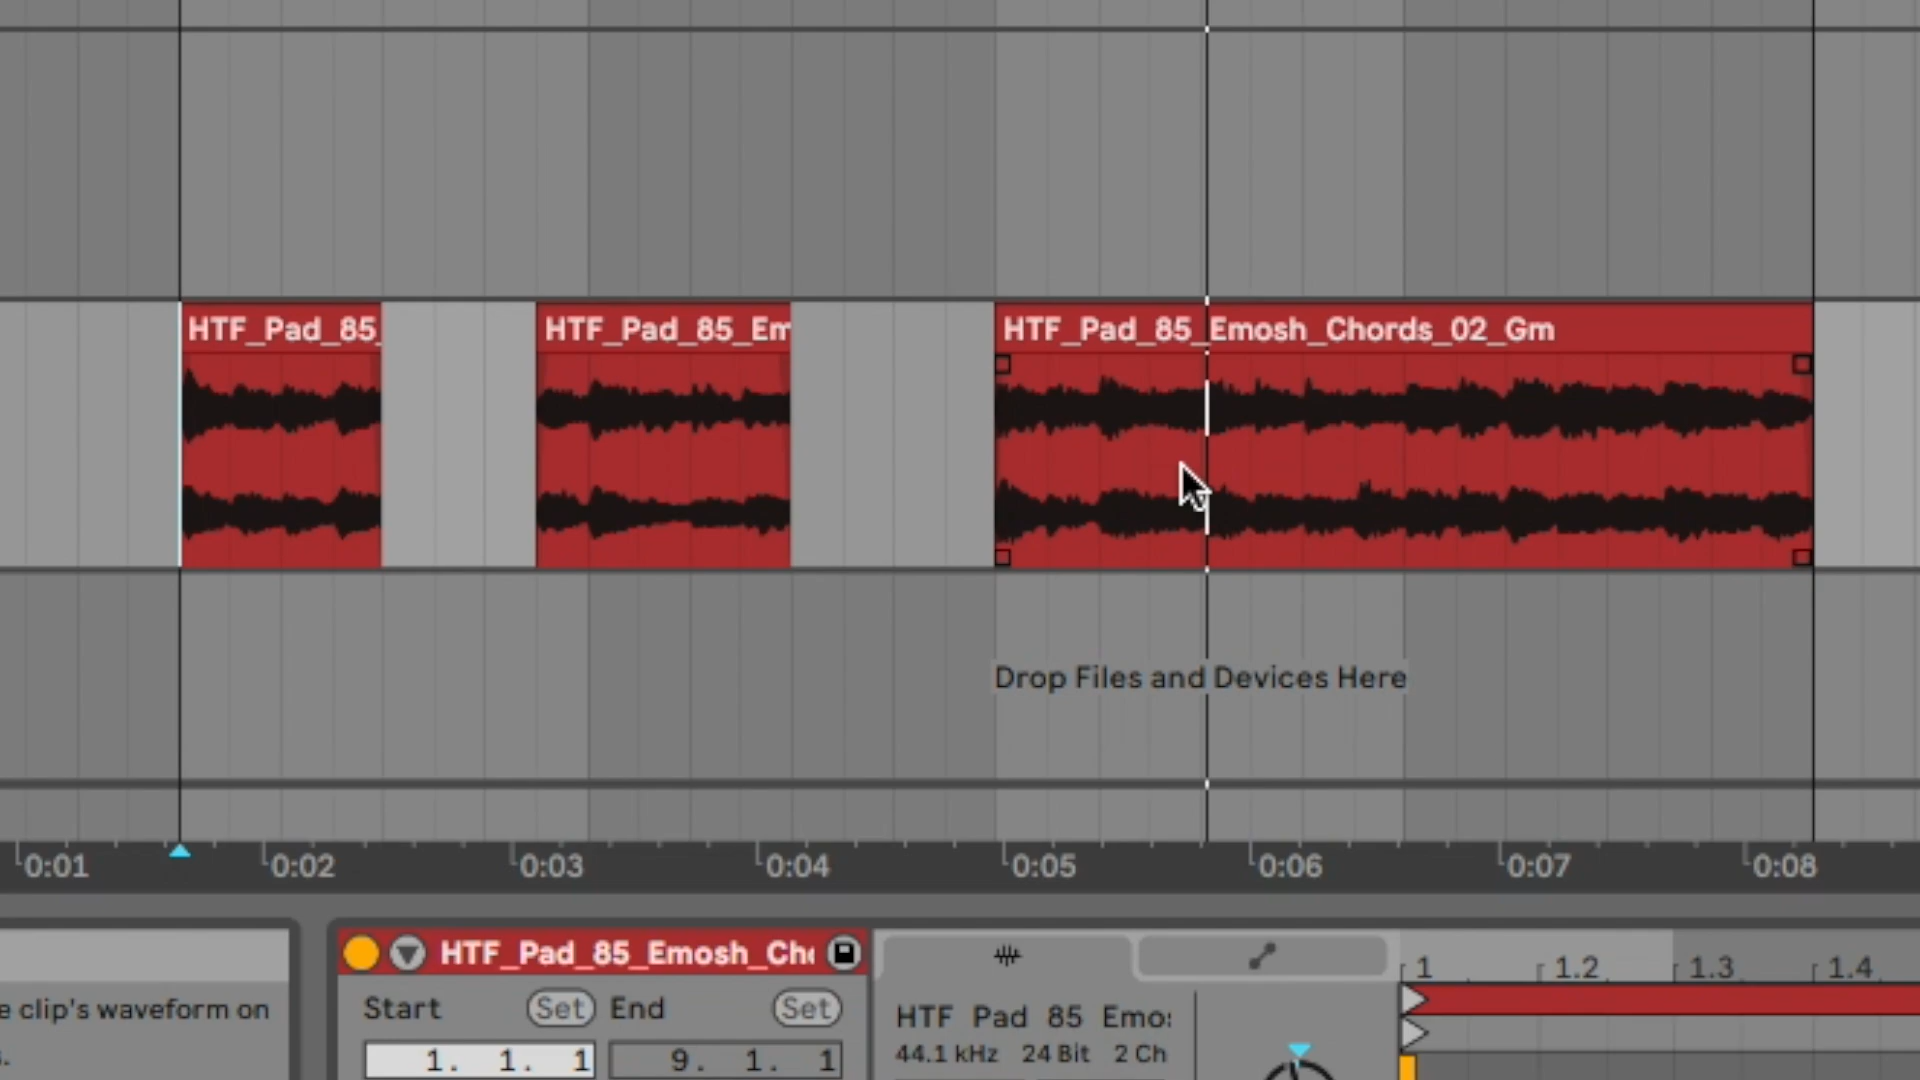 HTF_Pad_85_
HTF_Pad_85_Em
HTF_Pad_85_Emosh_Chords_02_Gm
Drop Files and Devices Here
0:01
0:02
0:03
0:04
0:05
0:06
0:07
0:08
HTF_Pad_85_Emosh_Cho
1
1.2
1.3
1.4
e clip's waveform on
Start
Set
End
Set
HTF Pad 85 Emos
44.1 kHz 24 Bit 2 Ch
1. 1. 1
9. 1. 1